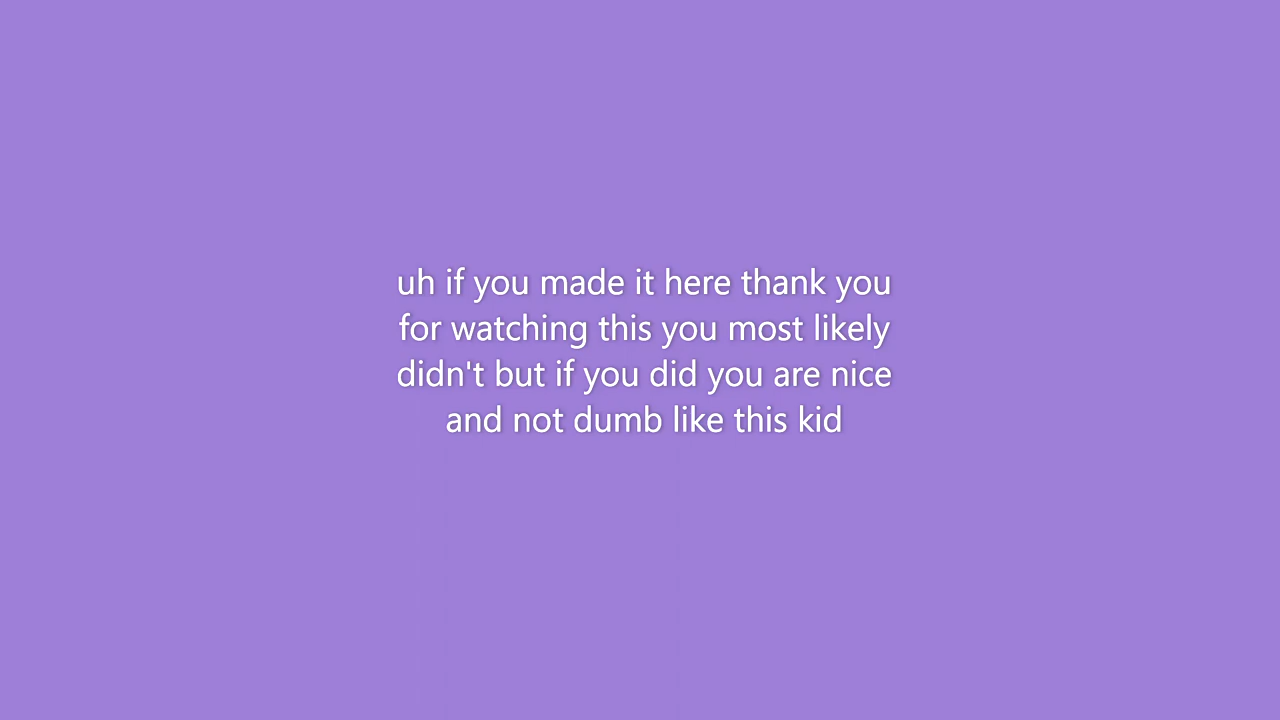 uh if you made it here thank you
for watching this you most likely
didn't but if you did you are nice
and not dumb like this kid